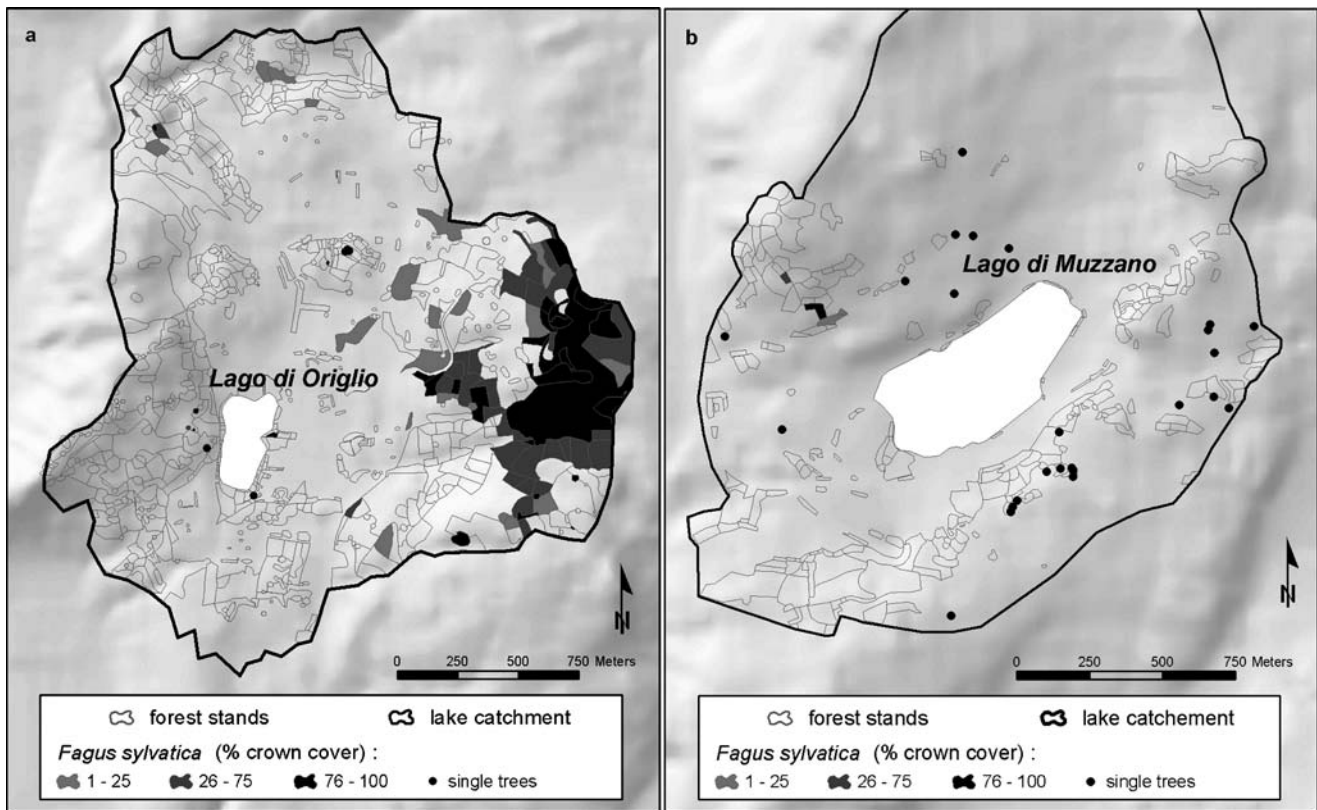 a
Lago di Origlio
N
0 250 500 750 Meters
forest stands lake catchment
Fagus sylvatica (% crown cover) :
1 - 25 26 - 75 76 - 100 single trees
b
Lago di Muzzano
N
0 250 500 750 Meters
forest stands lake catchement
Fagus sylvatica (% crown cover) :
1 - 25 26 - 75 76 - 100 single trees